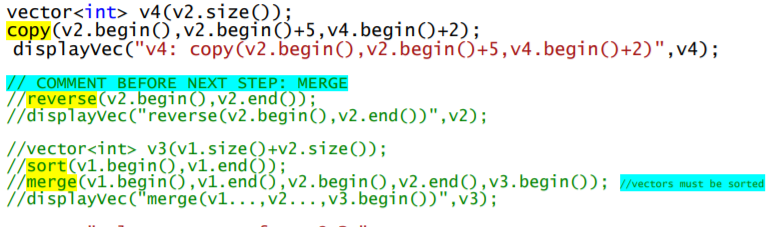 vector<int> v4(v2.size());
copy(v2.begin(),v2.begin()+5,v4.begin()+2);
displayVec("v4: copy(v2.begin(),v2.begin()+5,v4.begin()+2)",v4);
// COMMENT BEFORE NEXT STEP: MERGE
//reverse(v2.begin(),v2.end());
//displayVec("reverse(v2.begin(),v2.end())",v2);
//vector<int> v3(v1.size()+v2.size());
//sort(v1.begin(),v1.end());
//merge(v1.begin(),v1.end(),v2.begin(),v2.end(),v3.begin()); //vectors must be sorted
//displayVec("merge(v1...,v2...,v3.begin())",v3);